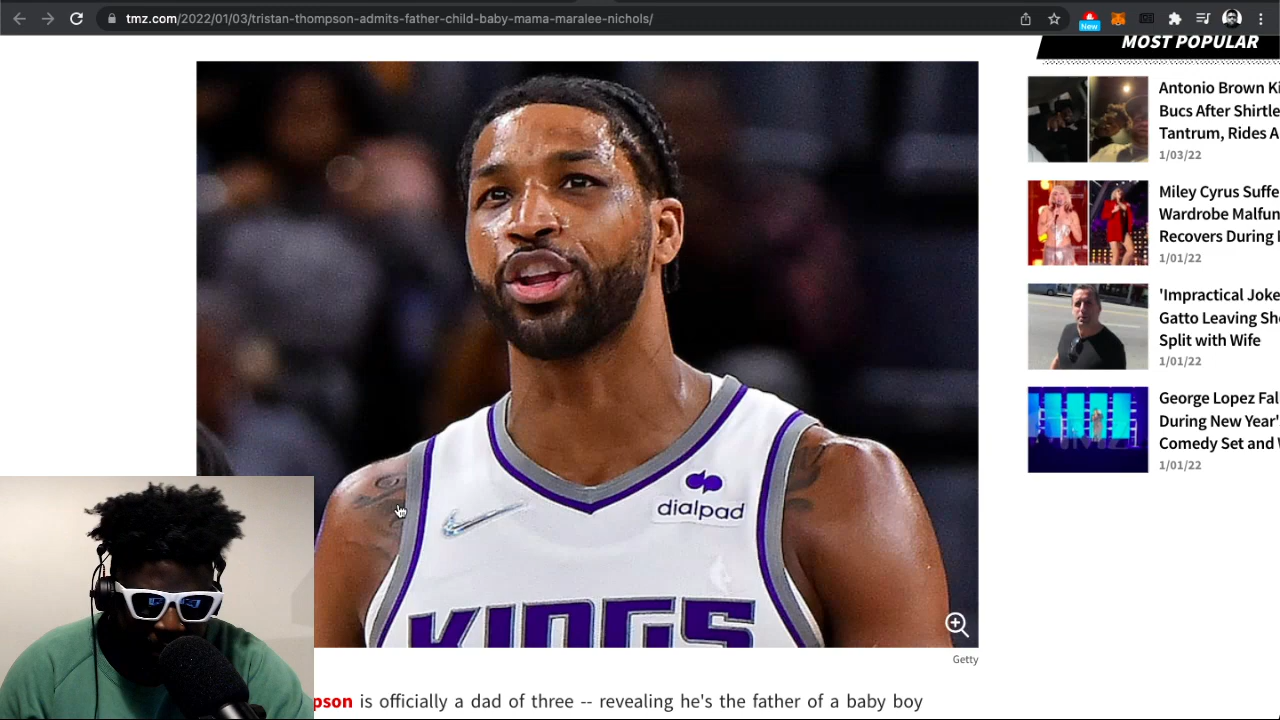 tmz.com/2022/01/03/tristan-thompson-admits-father-child-baby-mama-maralee-nichols/
New
MOST POPULAR
Antonio Brown Ki
Bucs After Shirtle
Tantrum, Rides A
1/03/22
Miley Cyrus Suffe
Wardrobe Malfun
Recovers During
1/01/22
'Impractical Joke
Gatto Leaving Sh
Split with Wife
1/01/22
George Lopez Fal
During New Year'
Comedy Set and
1/01/22
dialpad
KINGS
Getty
pson is officially a dad of three -- revealing he's the father of a baby boy